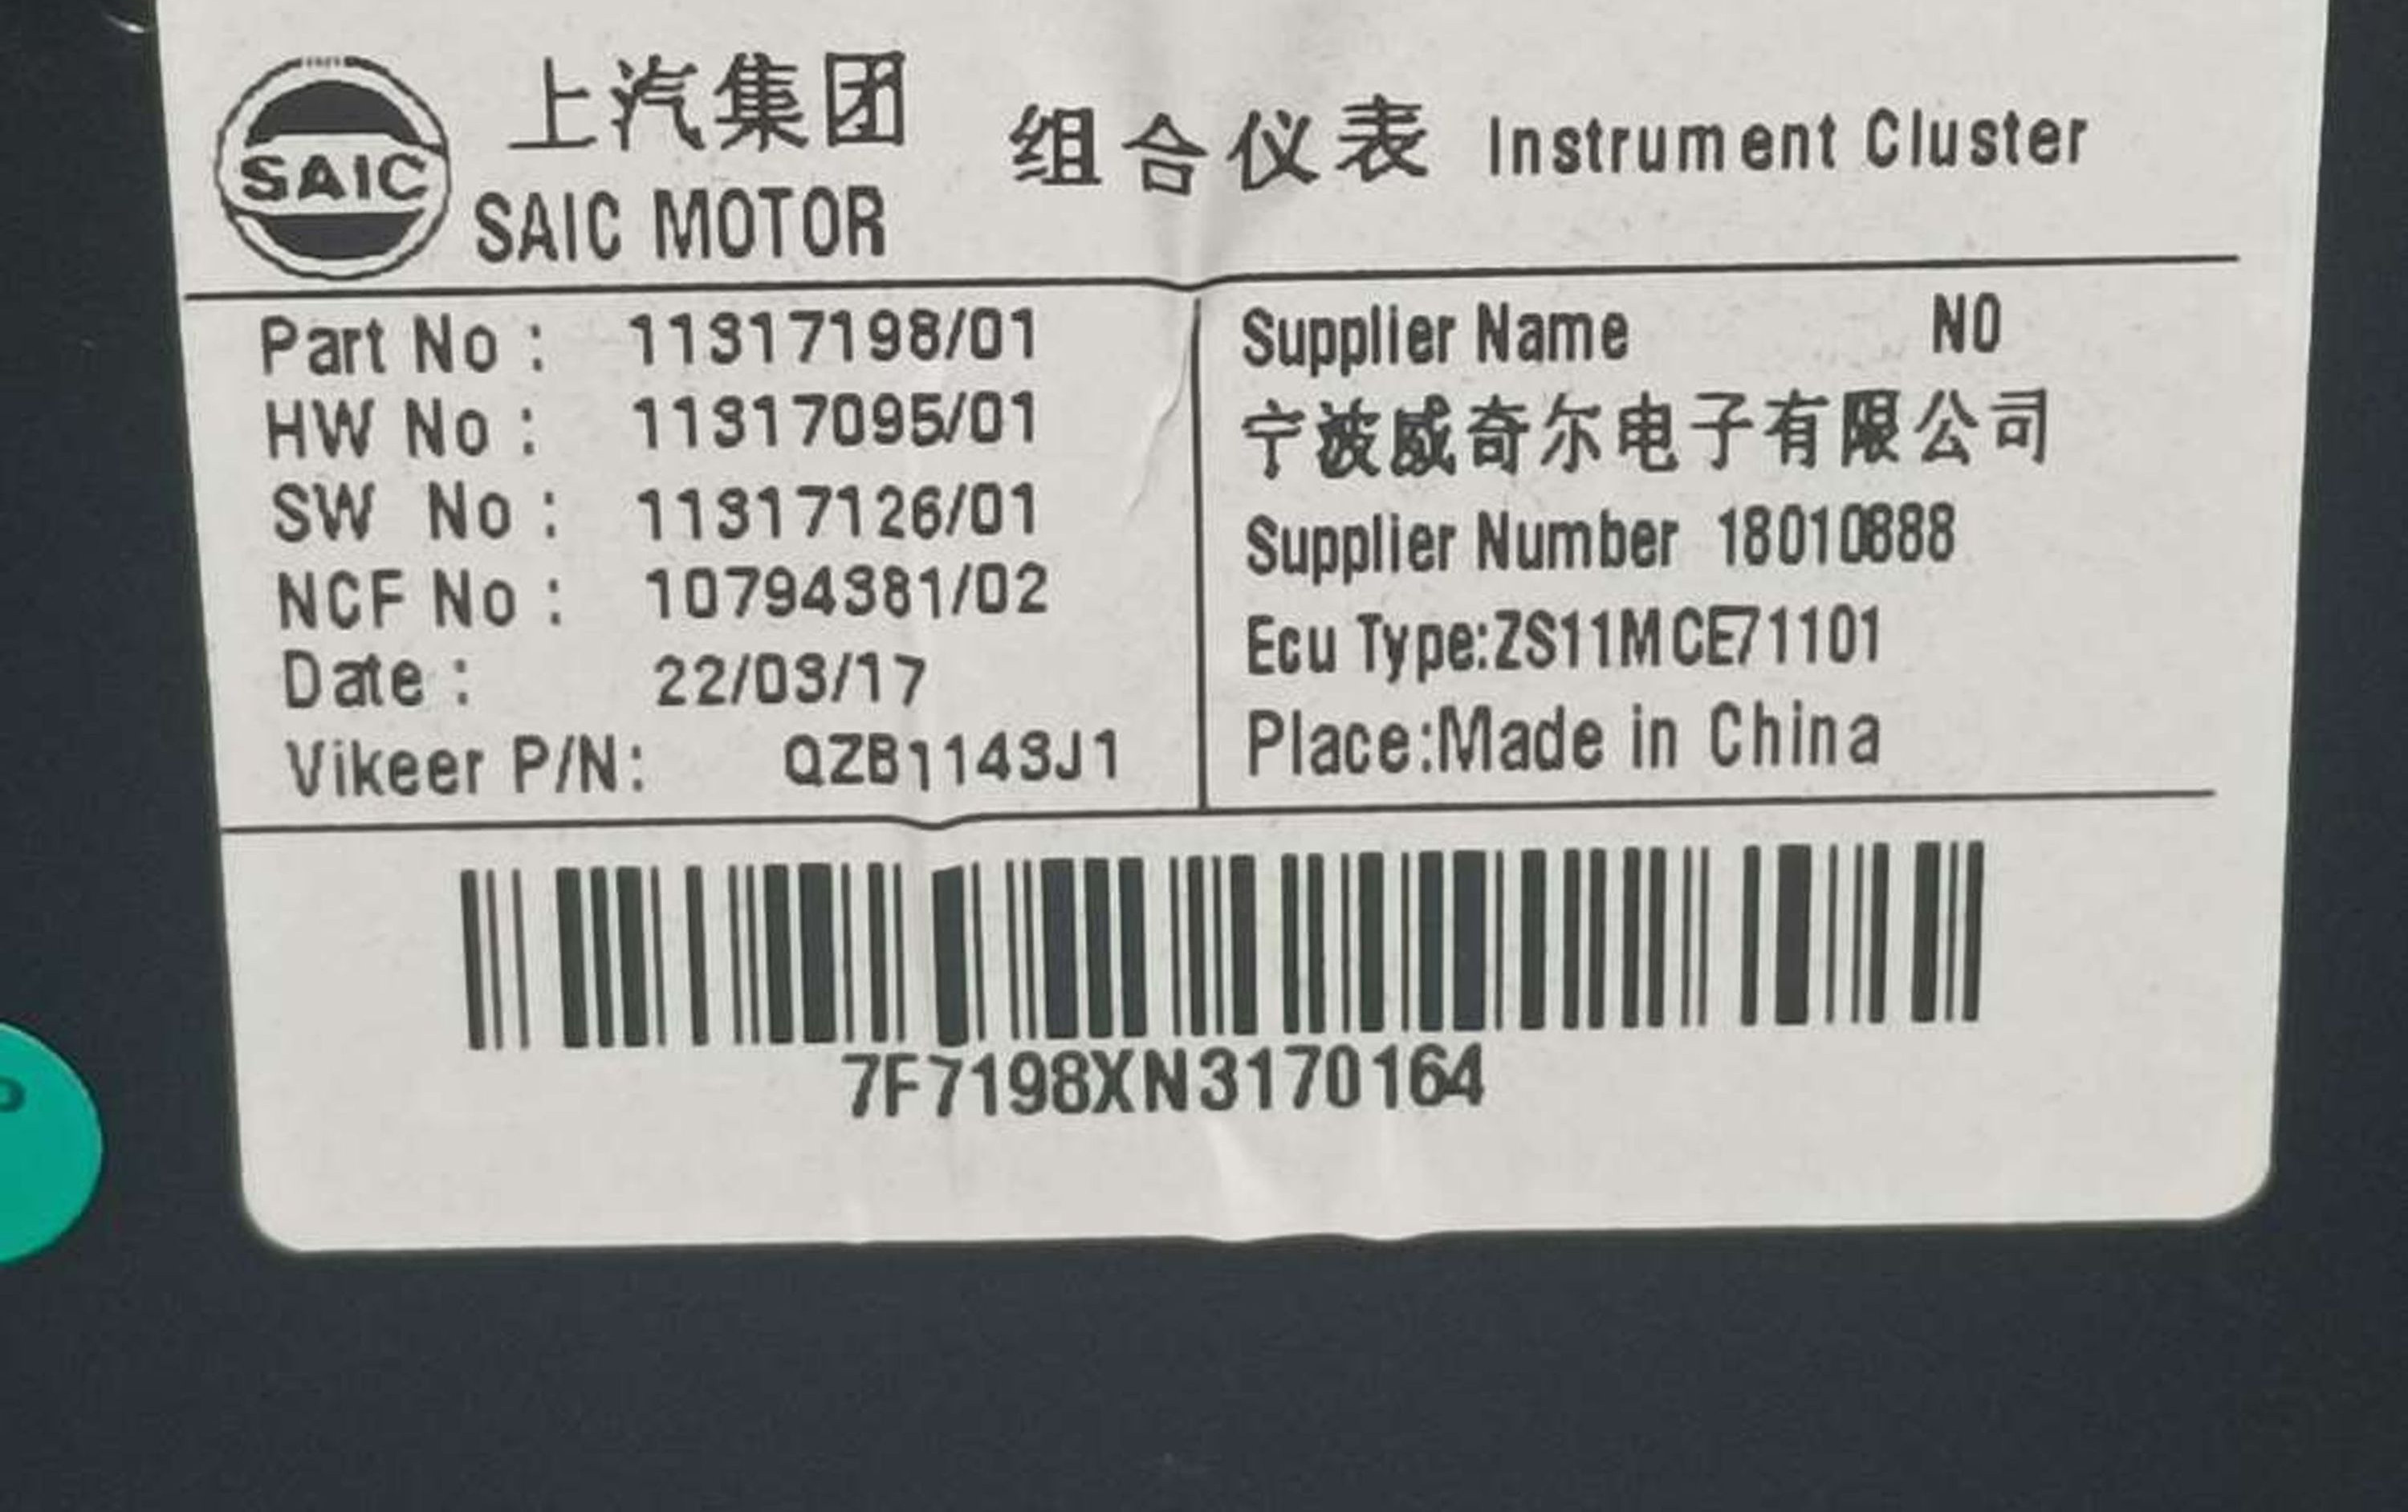 SAIC
上汽集团
SAIC MOTOR
组合仪表 Instrument Cluster
Part No : 11317198/01
HW No : 11317095/01
SW No : 11317126/01
NCF No : 10794381/02
Date : 22/03/17
Vikeer P/N: QZB1143J1
Supplier Name NO
宁波威奇尔电子有限公司
Supplier Number 18010888
Ecu Type:ZS11MCE71101
Place:Made in China
7F7198XN3170164